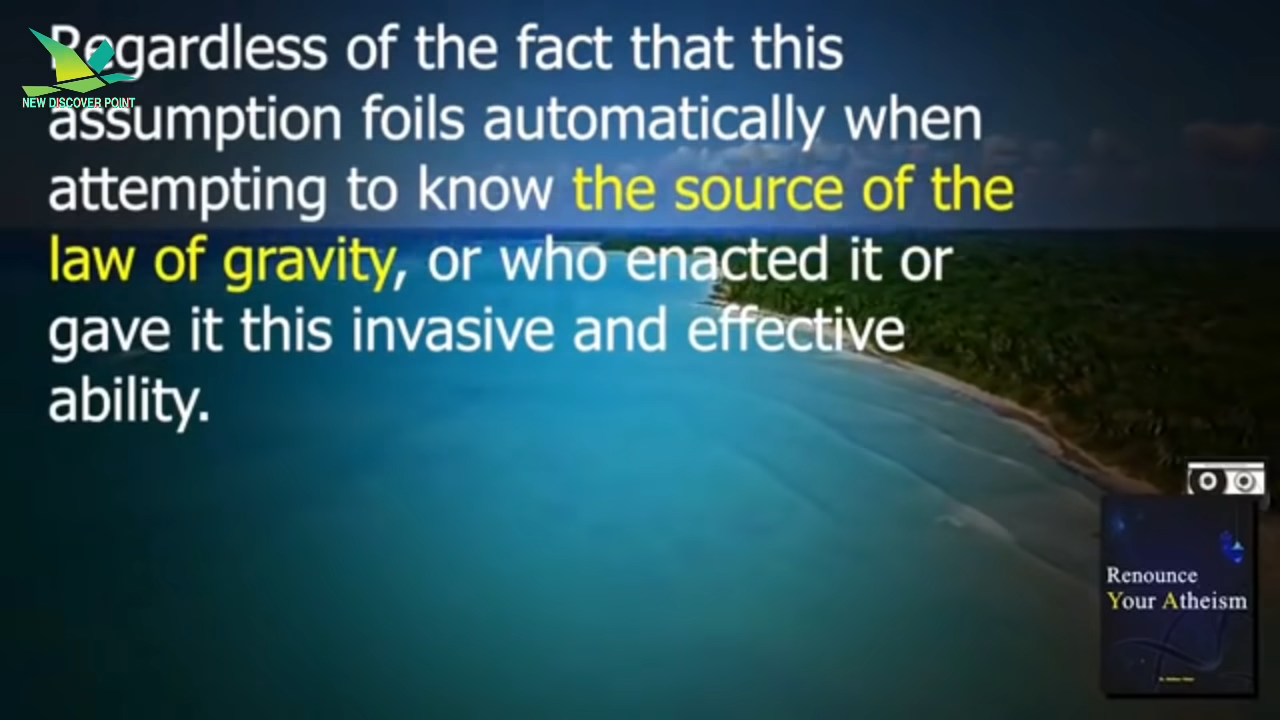 Regardless of the fact that this
NEW DISCOVER POINT
assumption foils automatically when
attempting to know the source of the
law of gravity, or who enacted it or
gave it this invasive and effective
ability.
Renounce
Your Atheism